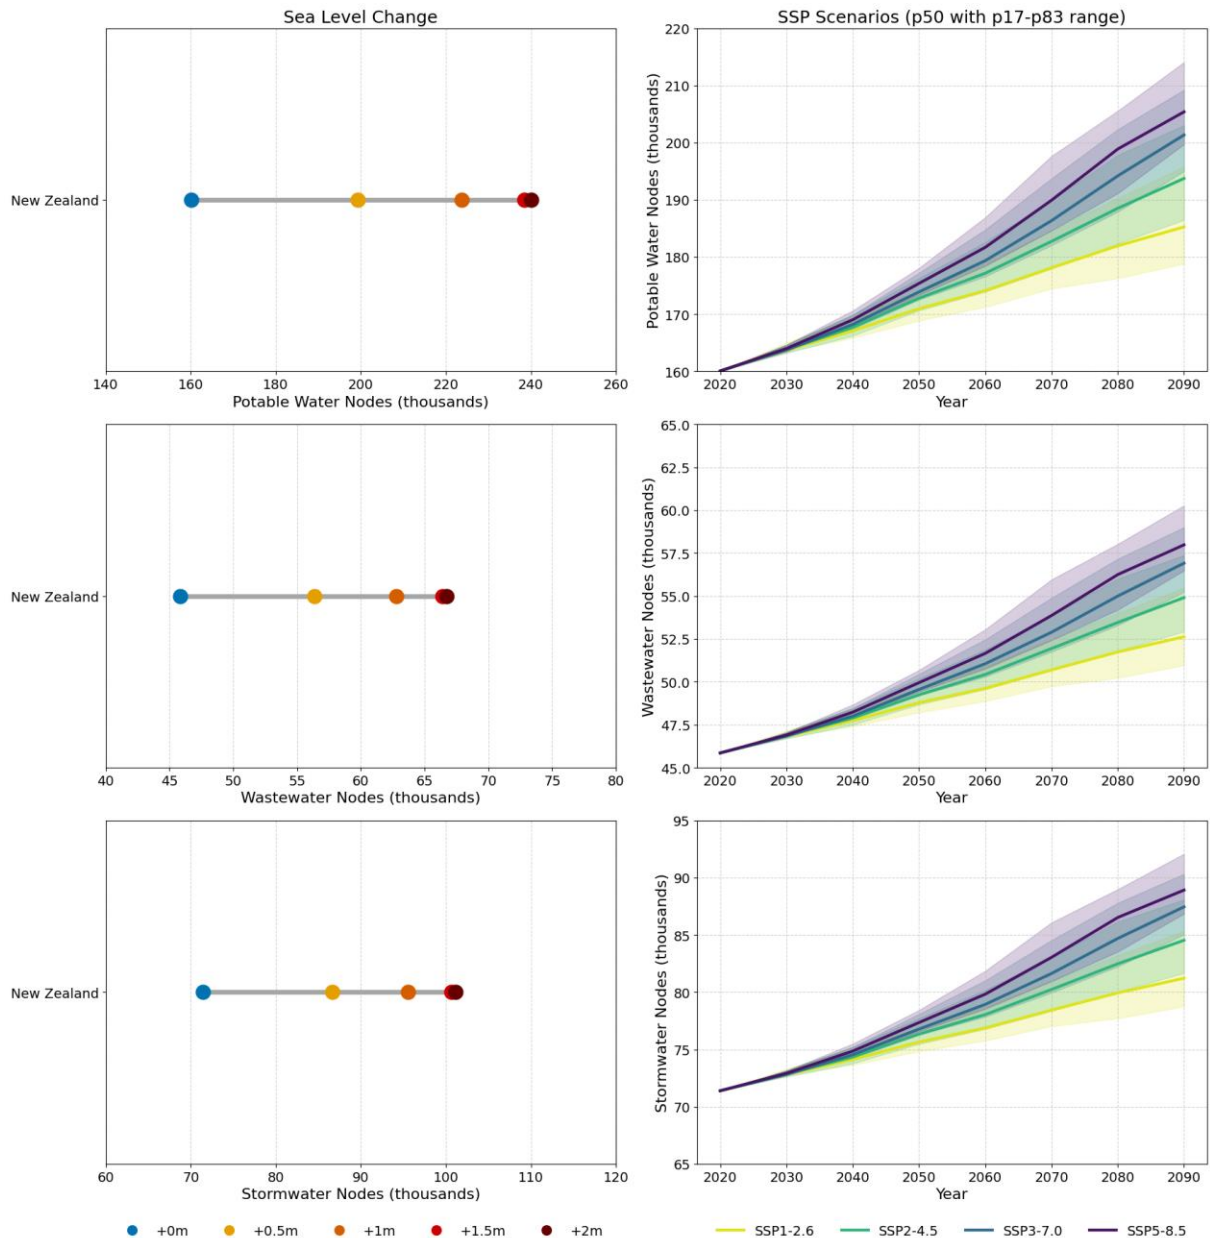 Sea Level Change
New Zealand
140 160 180 200 220 240 260
Potable Water Nodes (thousands)
SSP Scenarios (p50 with p17-p83 range)
Potable Water Nodes (thousands)
220
210
200
190
180
170
160
2020 2030 2040 2050 2060 2070 2080 2090
Year
New Zealand
40 45 50 55 60 65 70 75 80
Wastewater Nodes (thousands)
Wastewater Nodes (thousands)
65.0
62.5
60.0
57.5
55.0
52.5
50.0
47.5
45.0
2020 2030 2040 2050 2060 2070 2080 2090
Year
New Zealand
60 70 80 90 100 110 120
Stormwater Nodes (thousands)
Stormwater Nodes (thousands)
95
90
85
80
75
70
65
2020 2030 2040 2050 2060 2070 2080 2090
Year
+0m +0.5m +1m +1.5m +2m
SSP1-2.6 SSP2-4.5 SSP3-7.0 SSP5-8.5